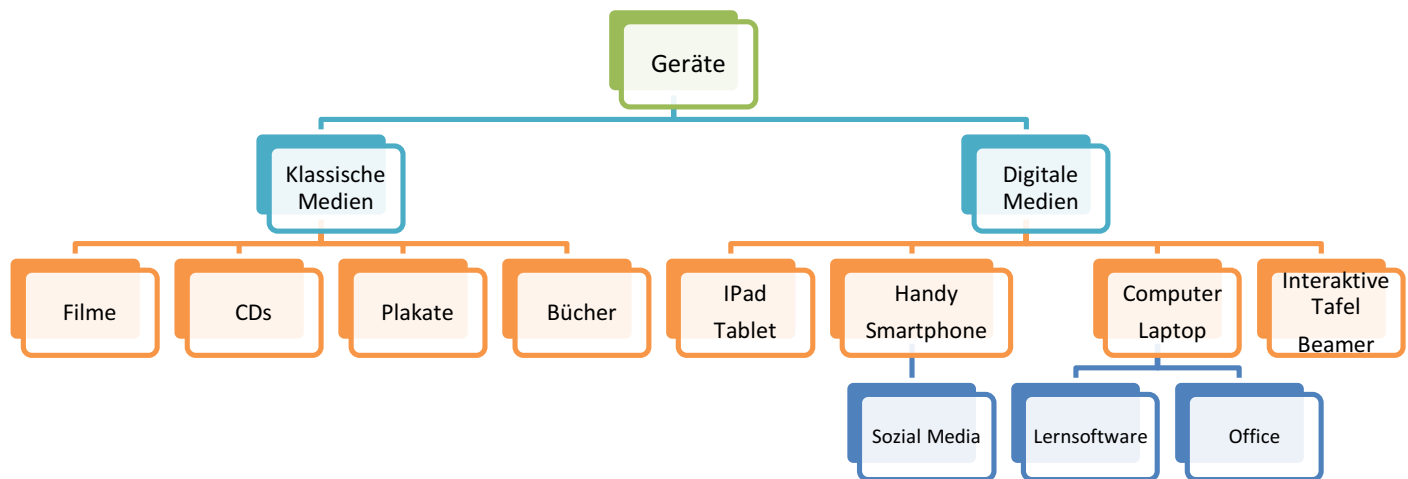 Geräte
Klassische
Medien
Digitale
Medien
Filme
CDs
Plakate
Bücher
IPad
Tablet
Handy
Smartphone
Computer
Laptop
Interaktive
Tafel
Beamer
Sozial Media
Lernsoftware
Office